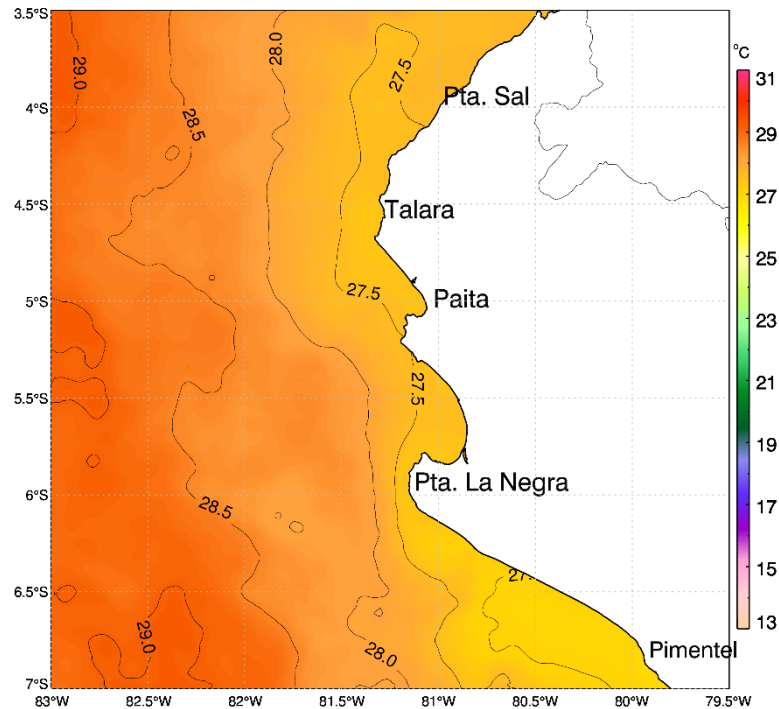 3.5°S
4°S
4.5°S
5°S
5.5°S
6°S
6.5°S
7°S
83°W
82.5°W
82°W
81.5°W
81°W
80.5°W
80°W
79.5°W
29.0
28.5
28.0
27.5
Pta. Sal
Talara
27.5
Paita
27.5
Pta. La Negra
28.5
29.0
28.0
27.
Pimentel
°C
31
29
27
25
23
21
19
17
15
13